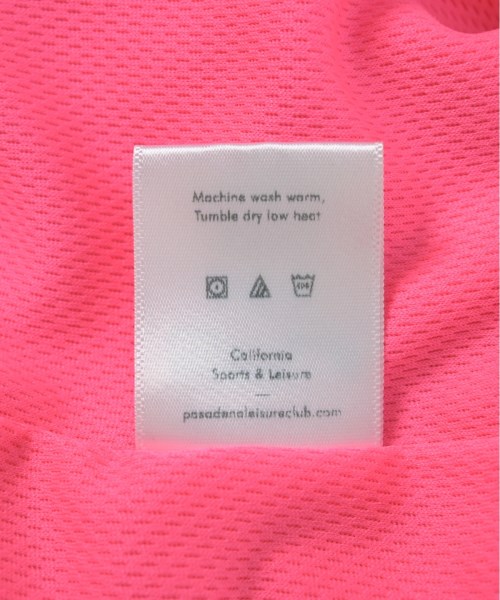 Machine wash warm,
Tumble dry low heat
California
Sports & Leisure
—
pasadenaleisureclub.com